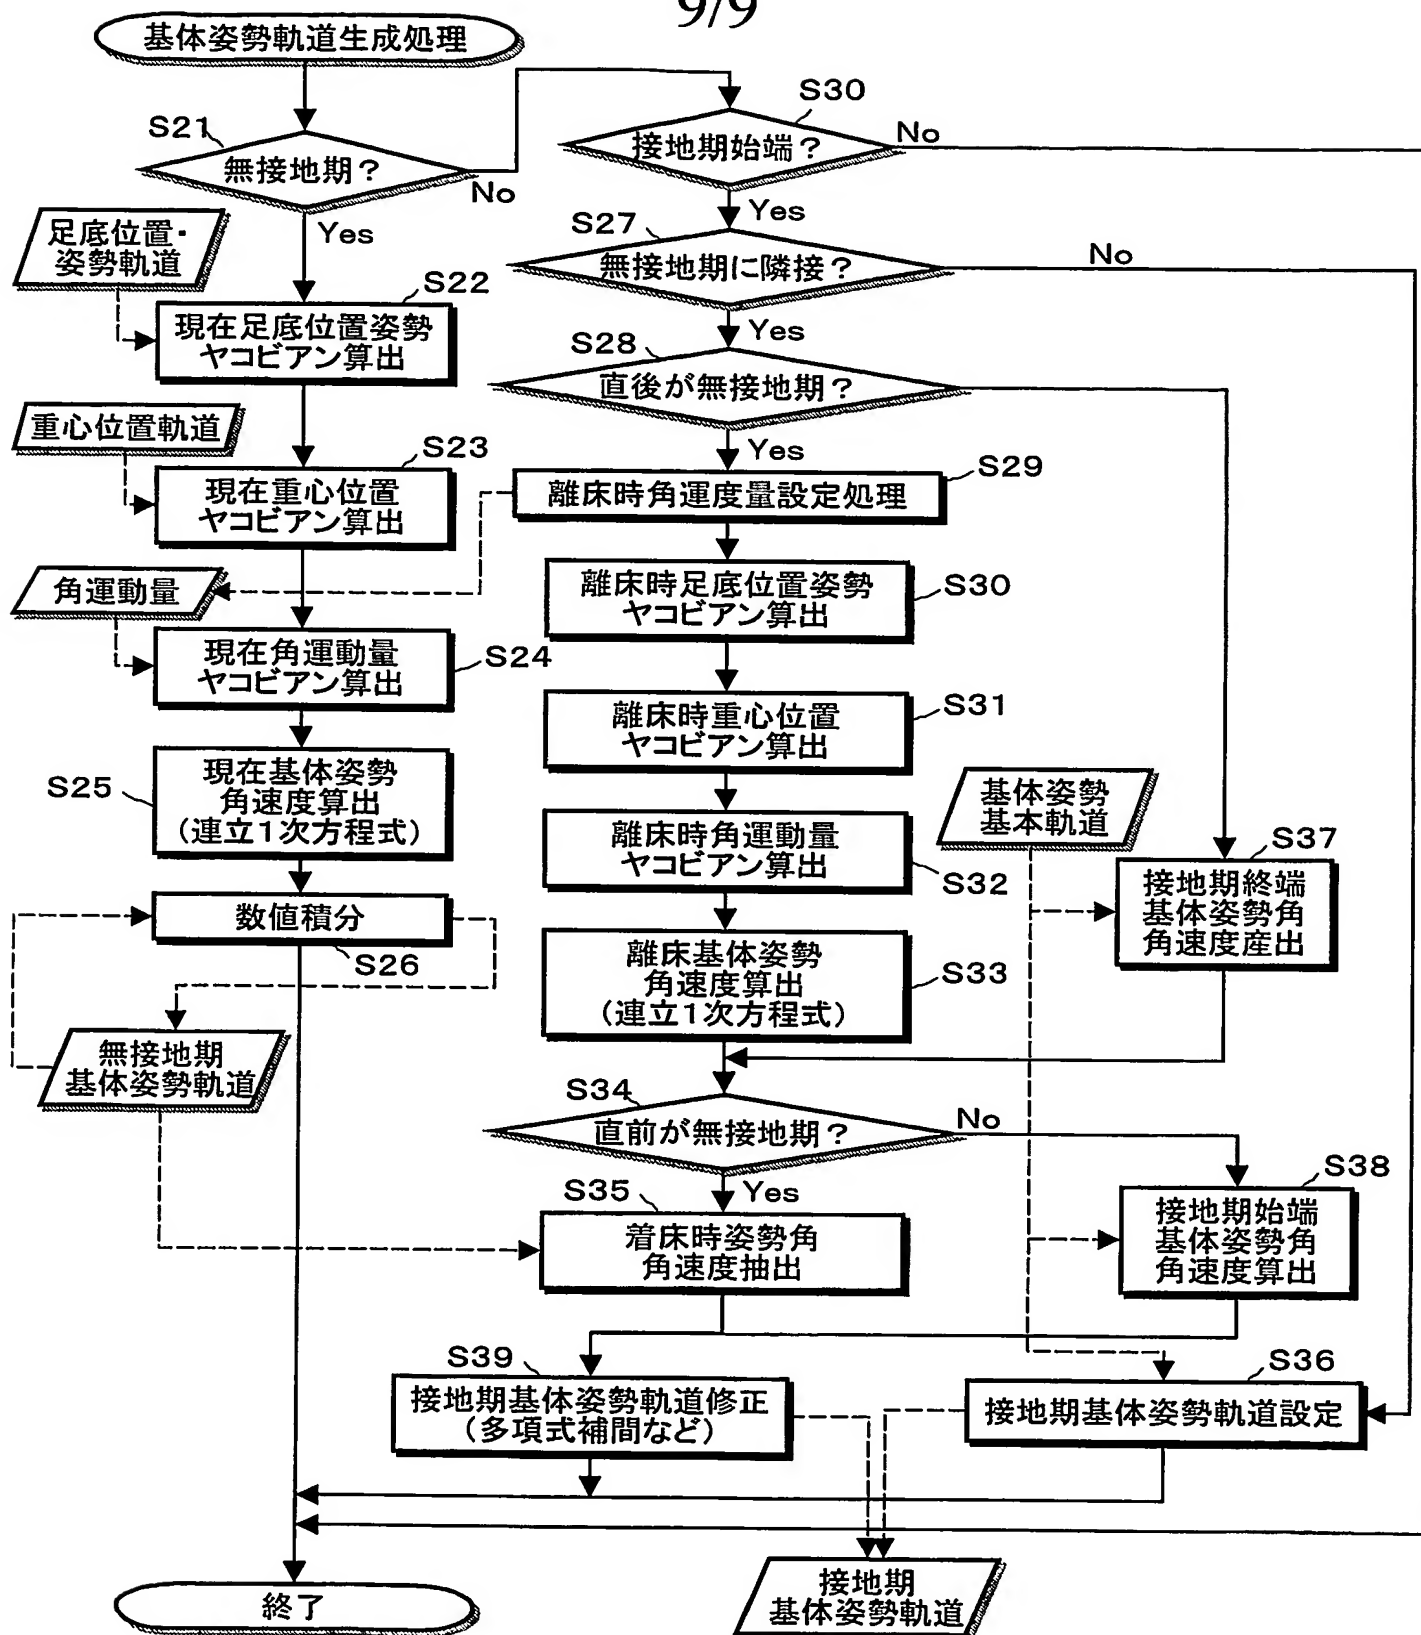 9/9
基体姿勢軌道生成処理
S21
無接地期？
No
Yes
足底位置・
姿勢軌道
S22
現在足底位置姿勢
ヤコビアン算出
重心位置軌道
S23
現在重心位置
ヤコビアン算出
角運動量
現在角運動量
ヤコビアン算出
S24
S25
現在基体姿勢
角速度算出
（連立1次方程式）
数値積分
S26
無接地期
基体姿勢軌道
S30
接地期始端？
No
Yes
S27
無接地期に隣接？
No
Yes
S28
直後が無接地期？
Yes
S29
離床時角運度量設定処理
離床時足底位置姿勢
ヤコビアン算出
S30
離床時重心位置
ヤコビアン算出
S31
離床時角運動量
ヤコビアン算出
S32
離床基体姿勢
角速度算出
（連立1次方程式）
S33
基体姿勢
基本軌道
S37
接地期終端
基体姿勢角
角速度産出
S34
直前が無接地期？
No
Yes
S35
着床時姿勢角
角速度抽出
S38
接地期始端
基体姿勢角
角速度算出
S39
接地期基体姿勢軌道修正
（多項式補間など）
S36
接地期基体姿勢軌道設定
接地期
基体姿勢軌道
終了